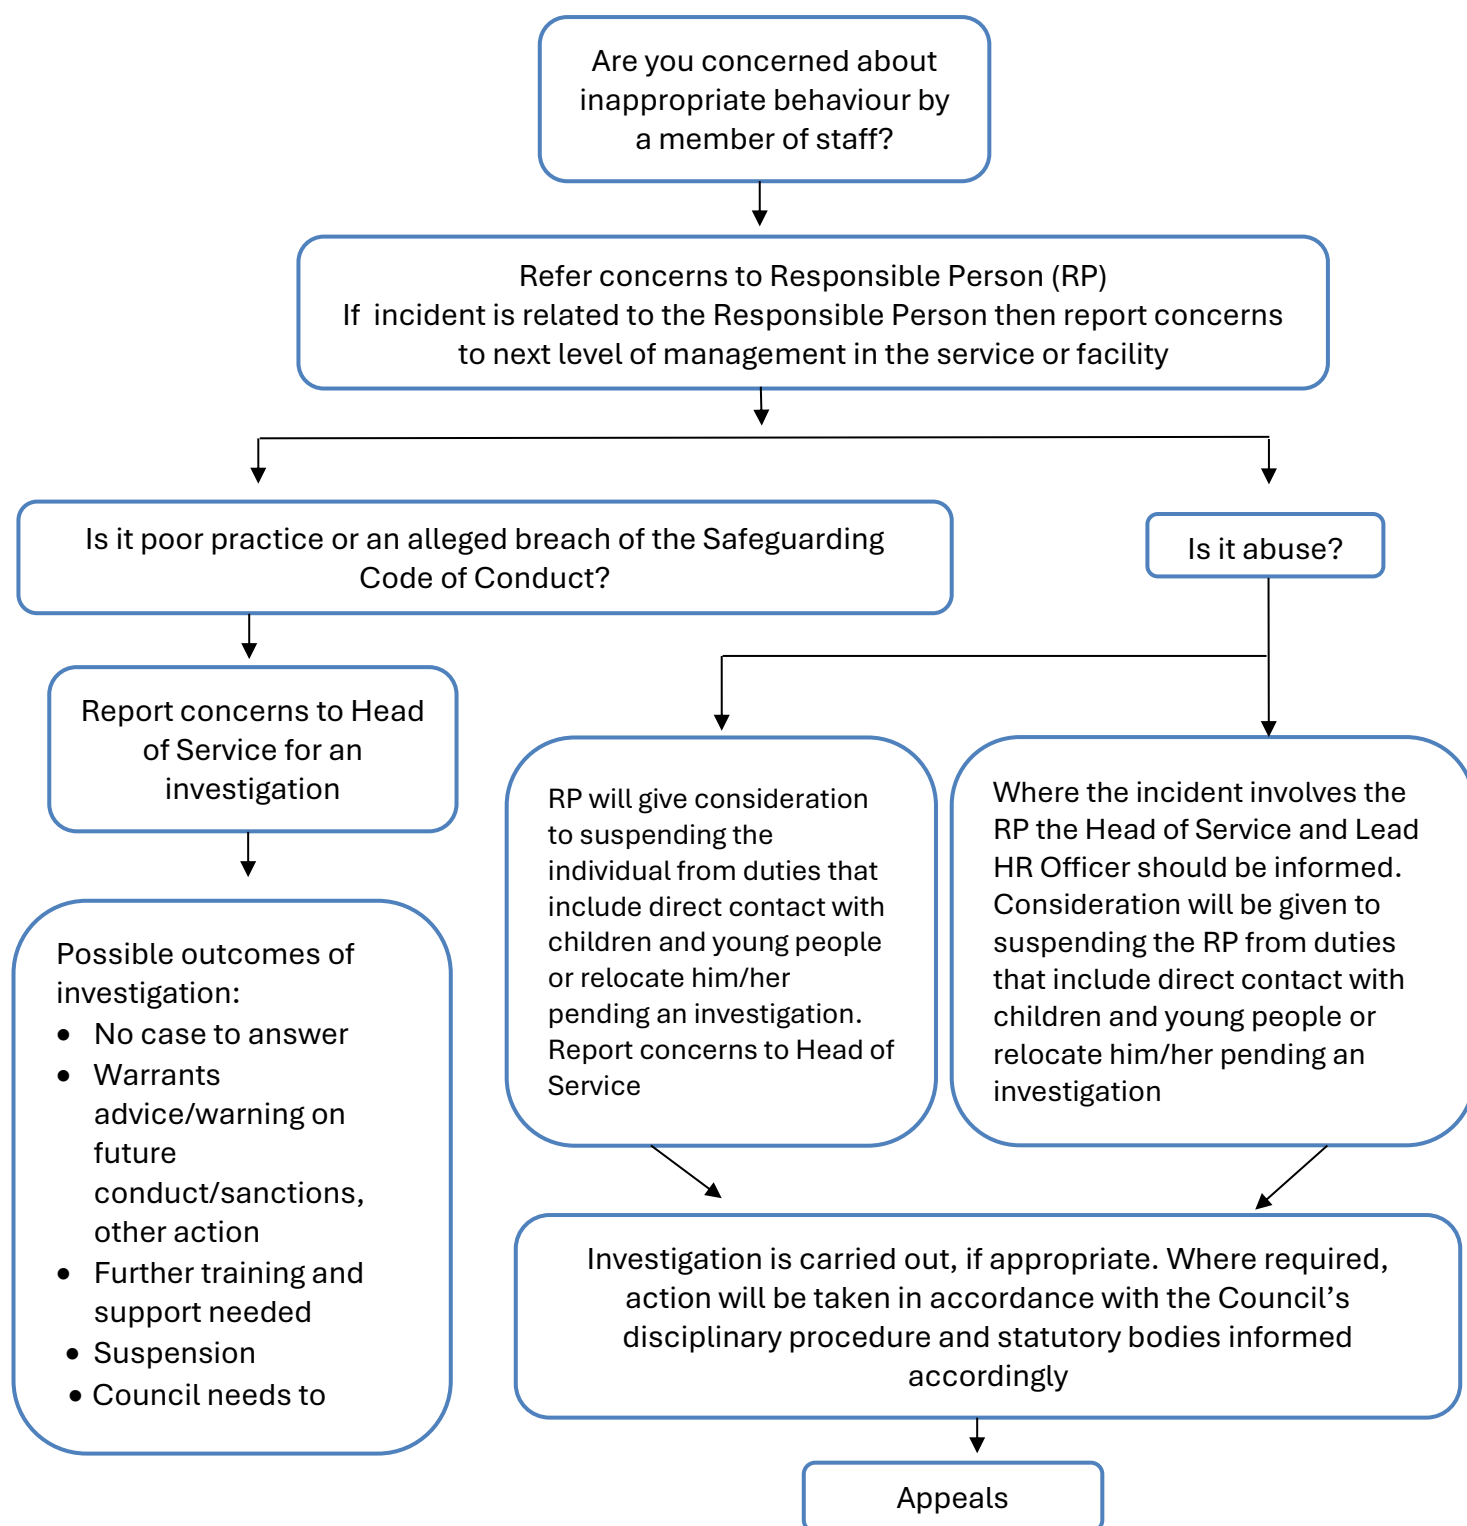 Are you concerned about
inappropriate behaviour by
a member of staff?
Refer concerns to Responsible Person (RP)
If incident is related to the Responsible Person then report concerns
to next level of management in the service or facility
Is it poor practice or an alleged breach of the Safeguarding
Code of Conduct?
Is it abuse?
Report concerns to Head
of Service for an
investigation
Possible outcomes of
investigation:
• No case to answer
• Warrants
advice/warning on
future
conduct/sanctions,
other action
• Further training and
support needed
• Suspension
• Council needs to
RP will give consideration
to suspending the
individual from duties that
include direct contact with
children and young people
or relocate him/her
pending an investigation.
Report concerns to Head of
Service
Where the incident involves the
RP the Head of Service and Lead
HR Officer should be informed.
Consideration will be given to
suspending the RP from duties
that include direct contact with
children and young people or
relocate him/her pending an
investigation
Investigation is carried out, if appropriate. Where required,
action will be taken in accordance with the Council’s
disciplinary procedure and statutory bodies informed
accordingly
Appeals